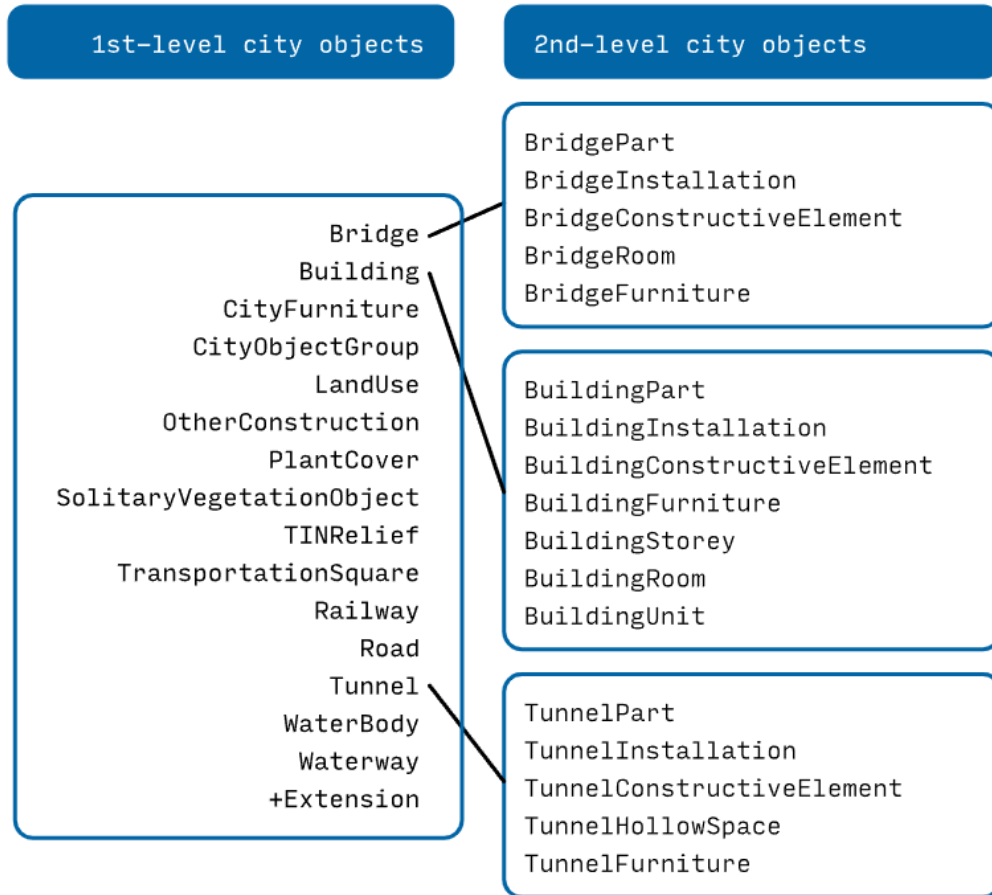 1st-level city objects
2nd-level city objects
Bridge
Building
CityFurniture
CityObjectGroup
LandUse
OtherConstruction
PlantCover
SolitaryVegetationObject
TINRelief
TransportationSquare
Railway
Road
Tunnel
WaterBody
Waterway
+Extension
BridgePart
BridgeInstallation
BridgeConstructiveElement
BridgeRoom
BridgeFurniture
BuildingPart
BuildingInstallation
BuildingConstructiveElement
BuildingFurniture
BuildingStorey
BuildingRoom
BuildingUnit
TunnelPart
TunnelInstallation
TunnelConstructiveElement
TunnelHollowSpace
TunnelFurniture